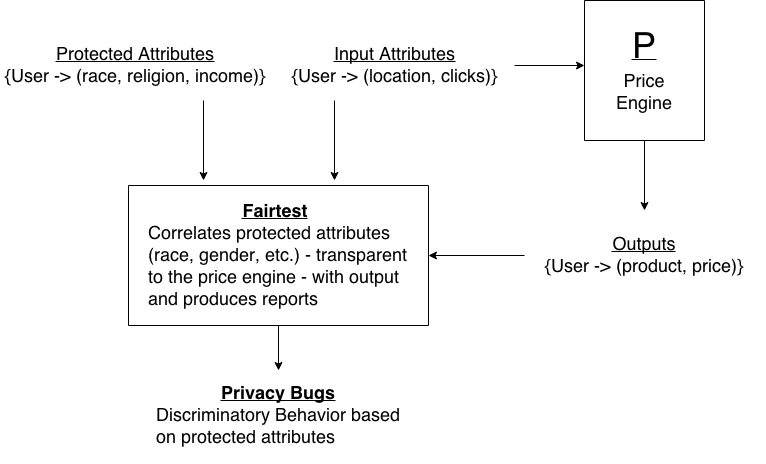 Protected Attributes
{User -> (race, religion, income)}
Input Attributes
{User -> (location, clicks)}
P
Price
Engine
Fairtest
Correlates protected attributes
(race, gender, etc.) - transparent
to the price engine - with output
and produces reports
Outputs
{User -> (product, price)}
Privacy Bugs
Discriminatory Behavior based
on protected attributes